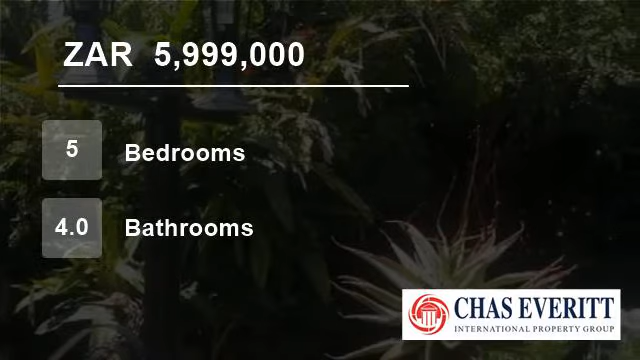 ZAR 5,999,000
5 Bedrooms
4.0 Bathrooms
CHAS EVERITT
INTERNATIONAL PROPERTY GROUP